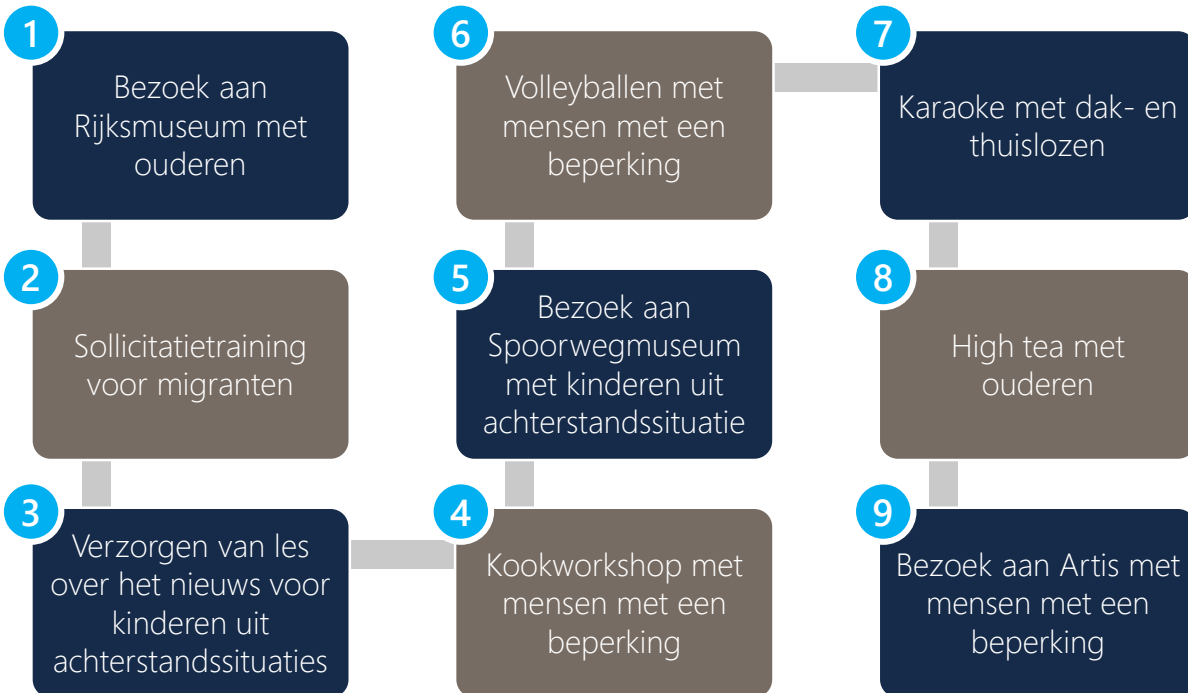 1
Bezoek aan
Rijksmuseum met
ouderen
2
Sollicitatietraining
voor migranten
3
Verzorgen van les
over het nieuws voor
kinderen uit
achterstandssituaties
4
Kookworkshop met
mensen met een
beperking
5
Bezoek aan
Spoorwegmuseum
met kinderen uit
achterstandssituatie
6
Volleyballen met
mensen met een
beperking
7
Karaoke met dak- en
thuislozen
8
High tea met
ouderen
9
Bezoek aan Artis met
mensen met een
beperking